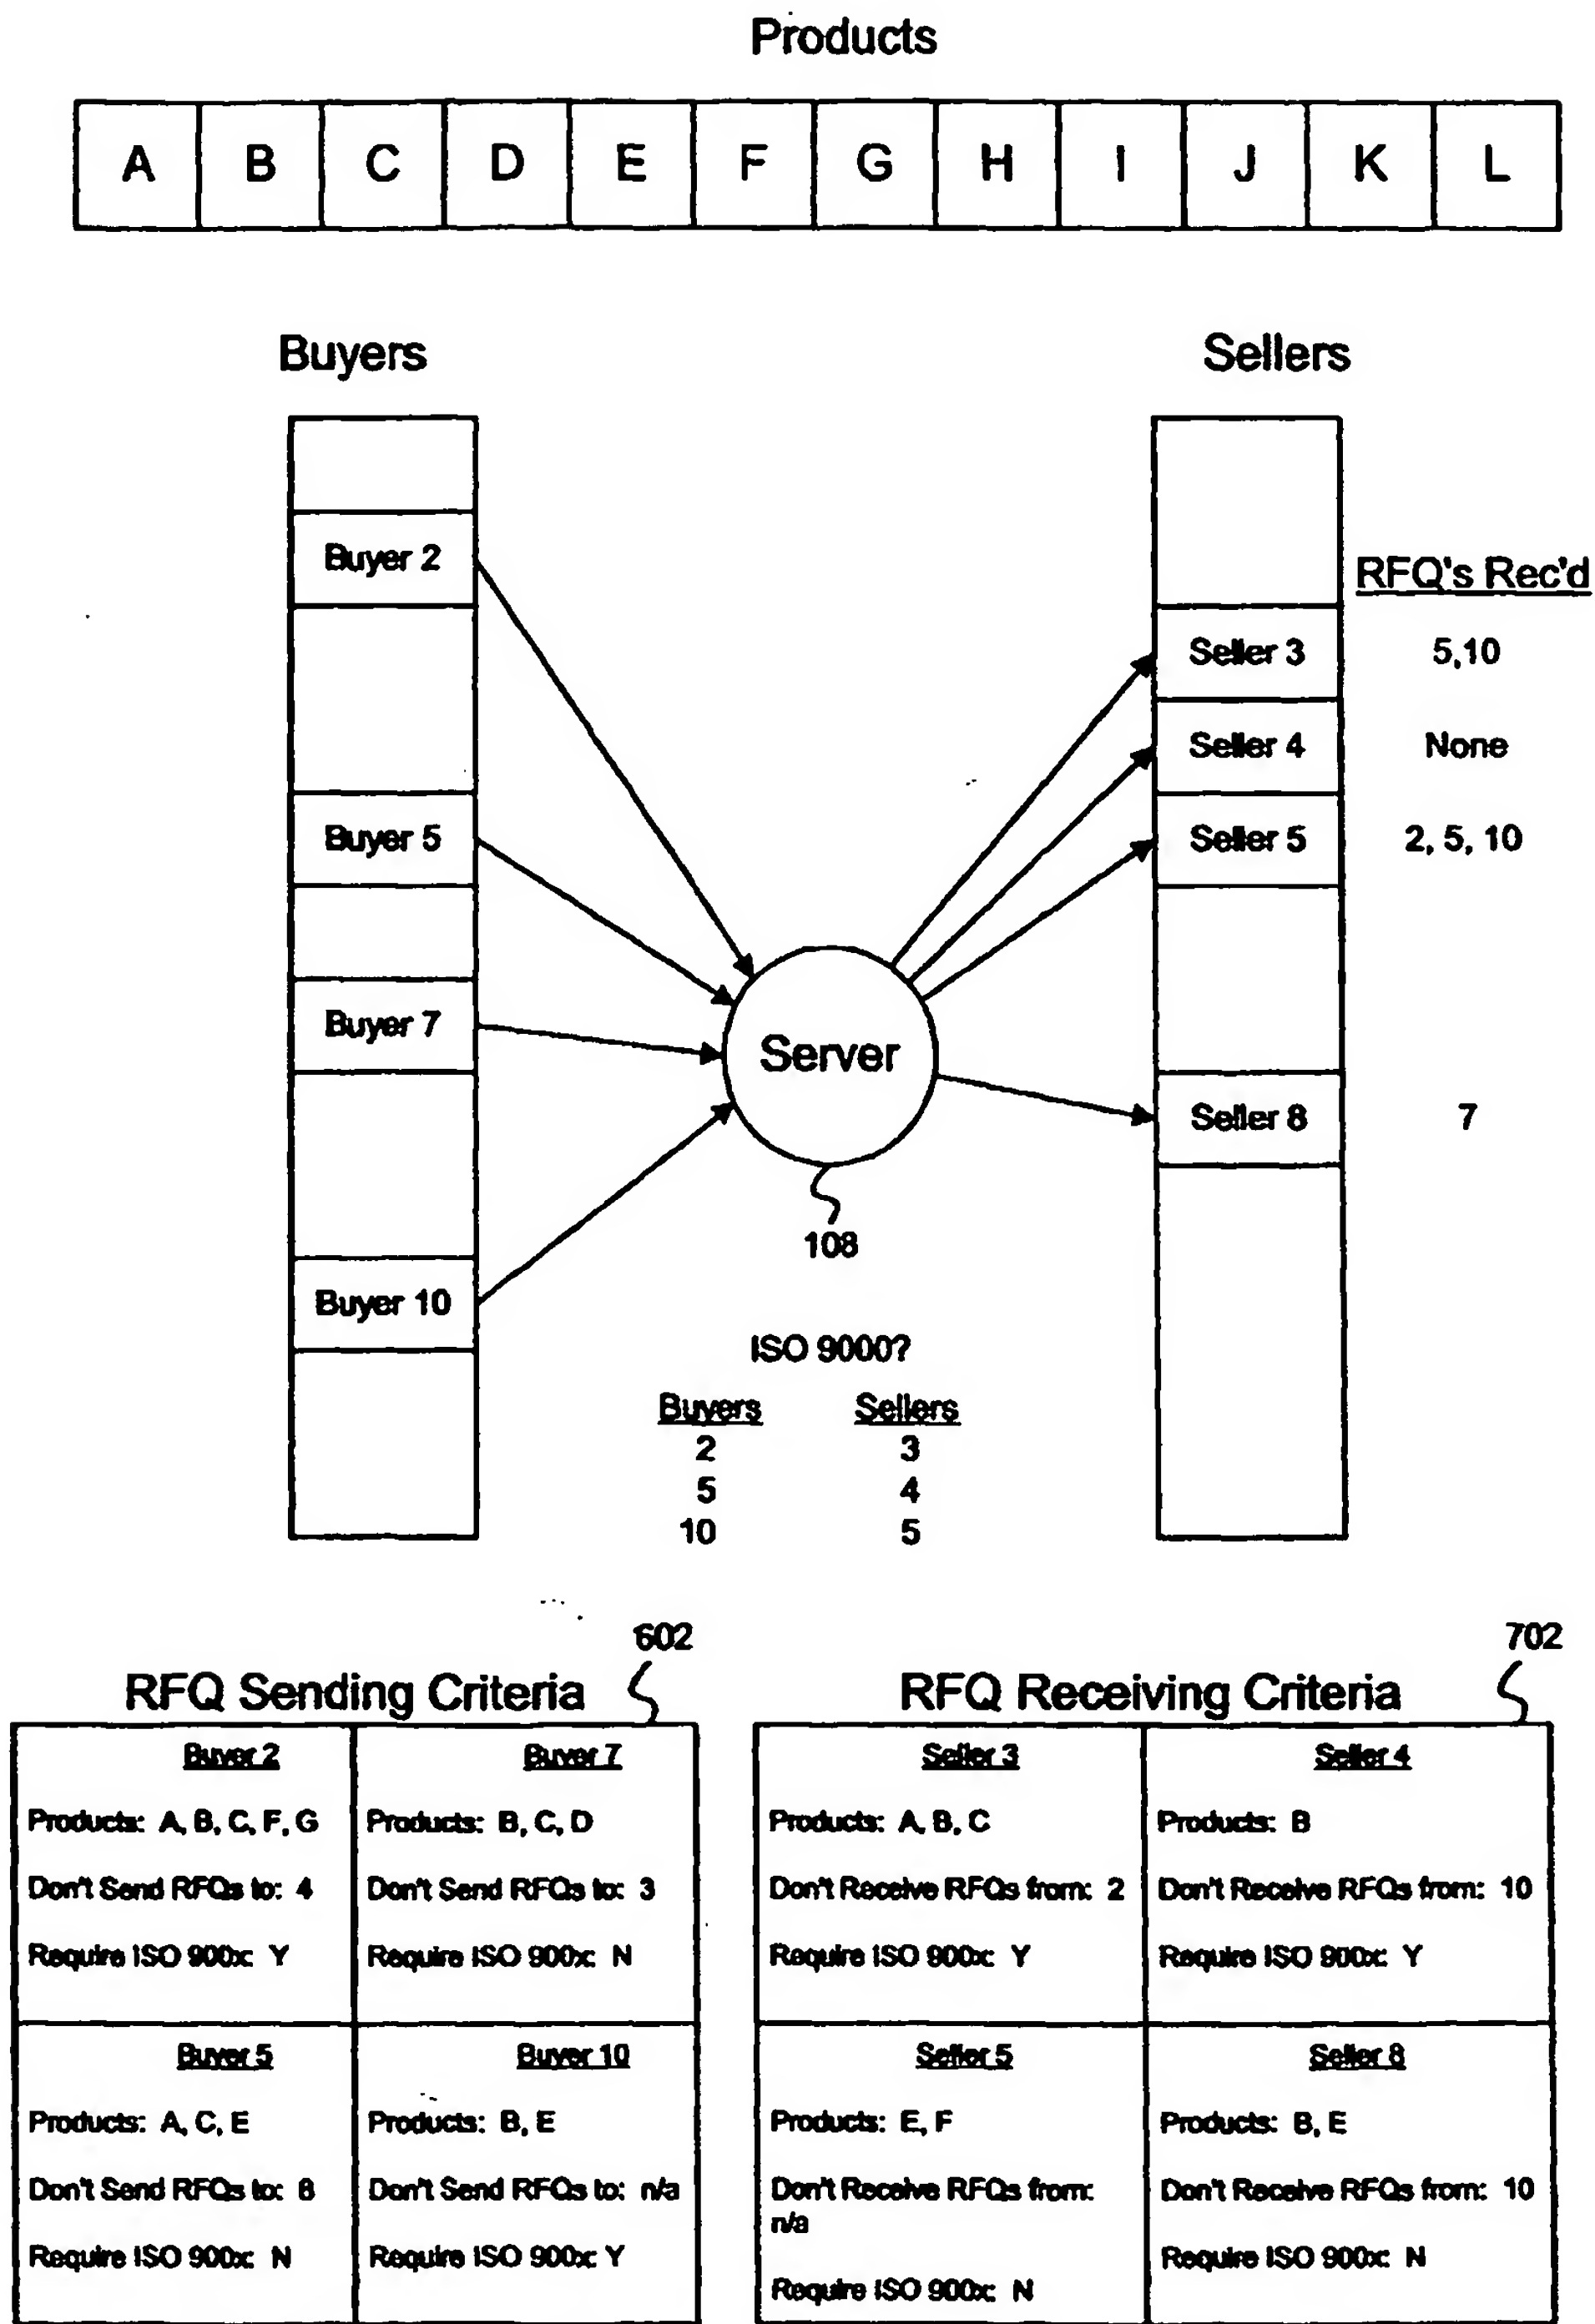 Products
A B C D E F G H I J K L
Buyers
Sellers
RFQ's Rec'd
Buyer 2
Seller 3 5,10
Seller 4 None
Buyer 5
Seller 5 2, 5, 10
Buyer 7
Server
Seller 8 7
108
Buyer 10
ISO 9000?
Buyers Sellers
2 3
5 4
10 5
602
RFQ Sending Criteria
Buyer 2
Products: A, B, C, F, G
Don't Send RFQs to: 4
Require ISO 900x: Y
Buyer 7
Products: B, C, D
Don't Send RFQs to: 3
Require ISO 900x: N
Buyer 5
Products: A, C, E
Don't Send RFQs to: 8
Require ISO 900x: N
Buyer 10
Products: B, E
Don't Send RFQs to: n/a
Require ISO 900x: Y
702
RFQ Receiving Criteria
Seller 3
Products: A, B, C
Don't Receive RFQs from: 2
Require ISO 900x: Y
Seller 4
Products: B
Don't Receive RFQs from: 10
Require ISO 900x: Y
Seller 5
Products: E, F
Don't Receive RFQs from:
n/a
Require ISO 900x: N
Seller 8
Products: B, E
Don't Receive RFQs from: 10
Require ISO 900x: N